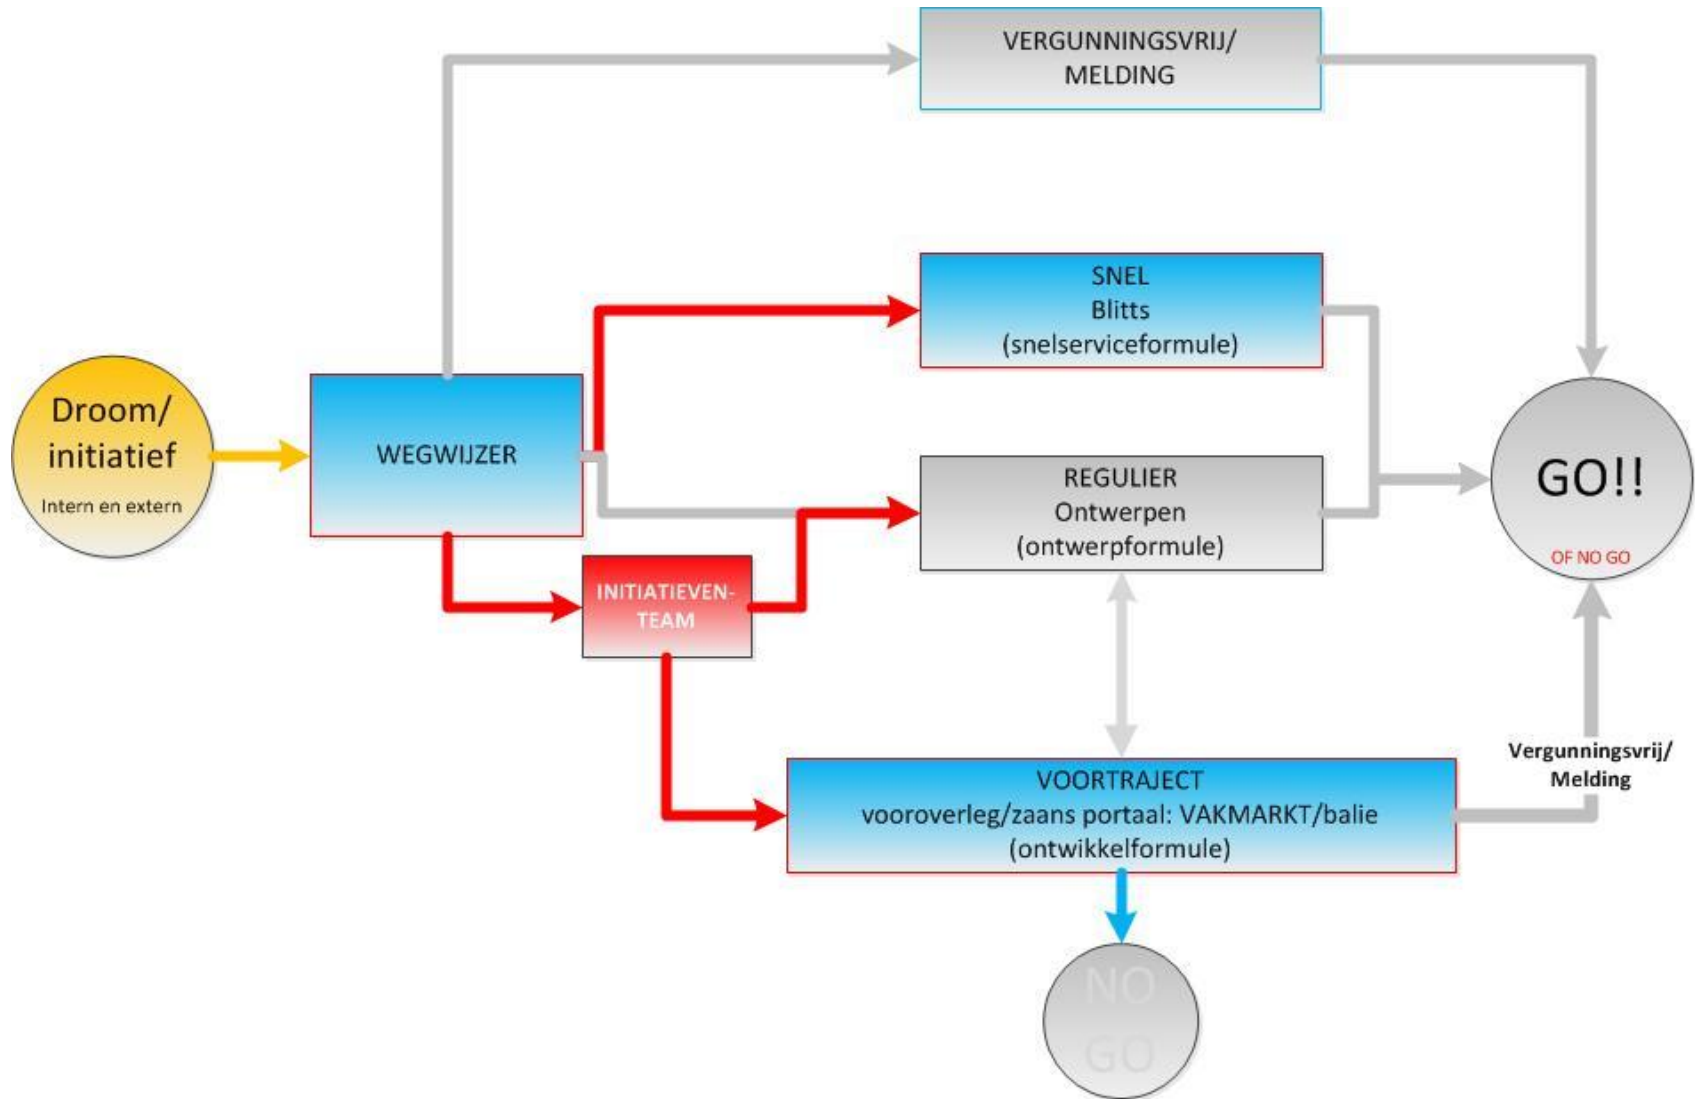 VERGUNNINGSVRIJ/
MELDING
SNEL
Blitts
(snelserviceformule)
Droom/
initiatief
Intern en extern
WEGWIJZER
REGULIER
Ontwerpen
(ontwerpformule)
GO!!
OF NO GO
INITIATIEVEN-
TEAM
Vergunningsvrij/
Melding
VOORTRAJECT
vooroverleg/zaans portaal: VAKMARKT/balie
(ontwikkelformule)
NO
GO